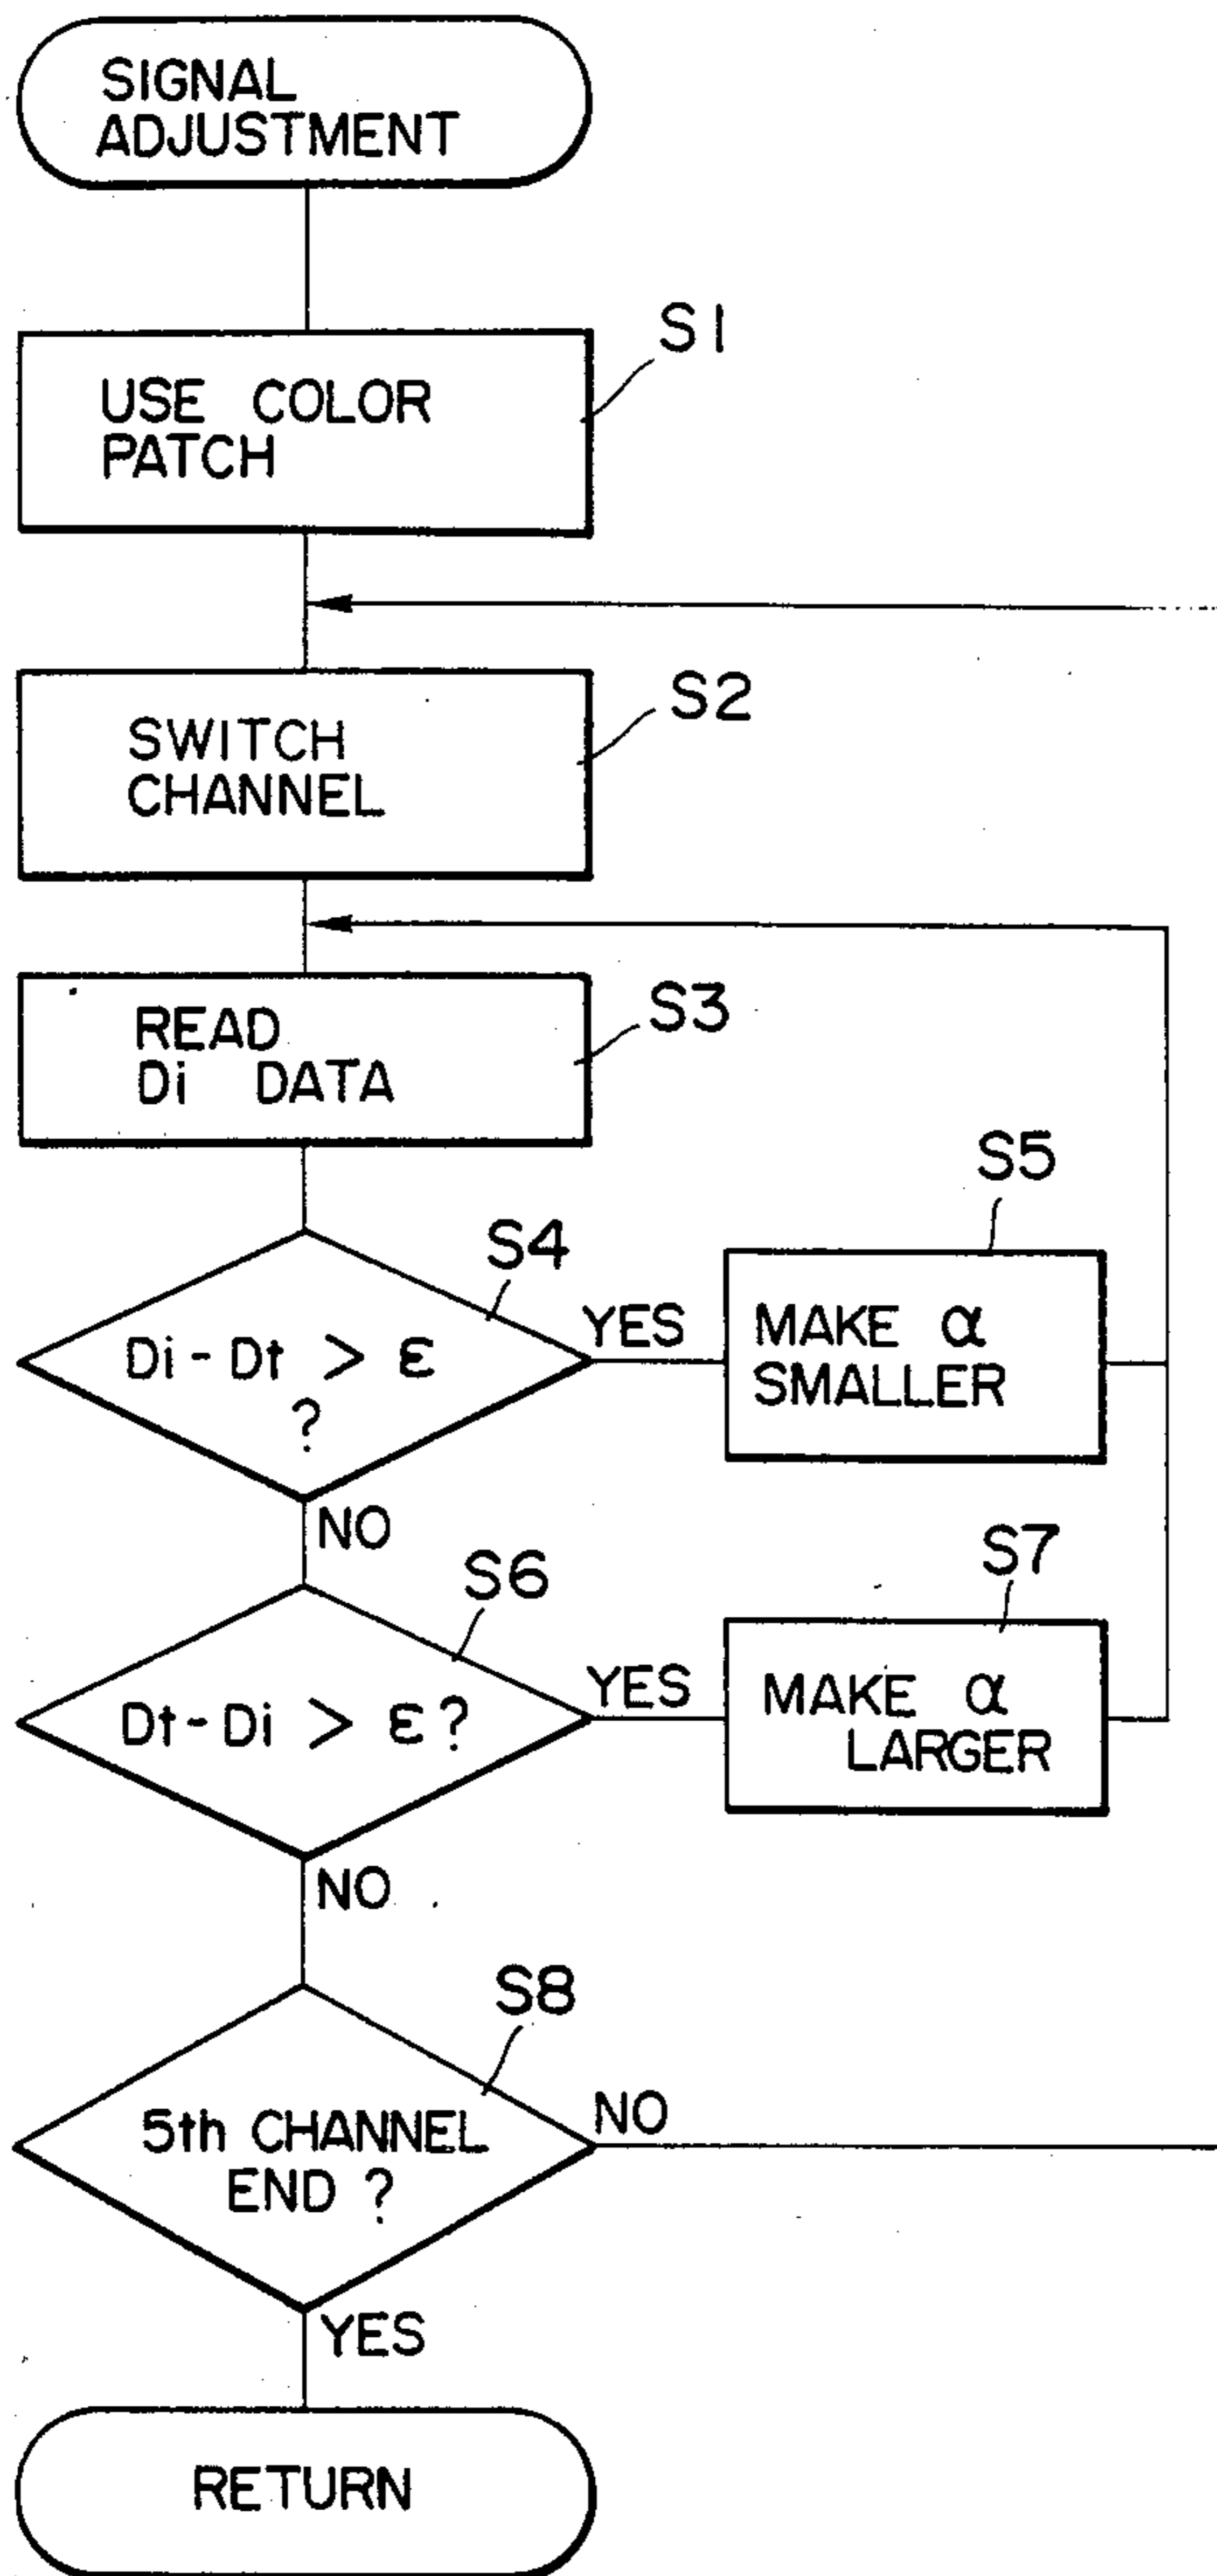 SIGNAL
ADJUSTMENT
S1
USE COLOR
PATCH
S2
SWITCH
CHANNEL
S3
READ
Di DATA
S4
Di - Dt > ε
?
YES
S5
MAKE α
SMALLER
NO
S6
Dt - Di > ε ?
YES
S7
MAKE α
LARGER
NO
S8
5th CHANNEL
END ?
NO
YES
RETURN